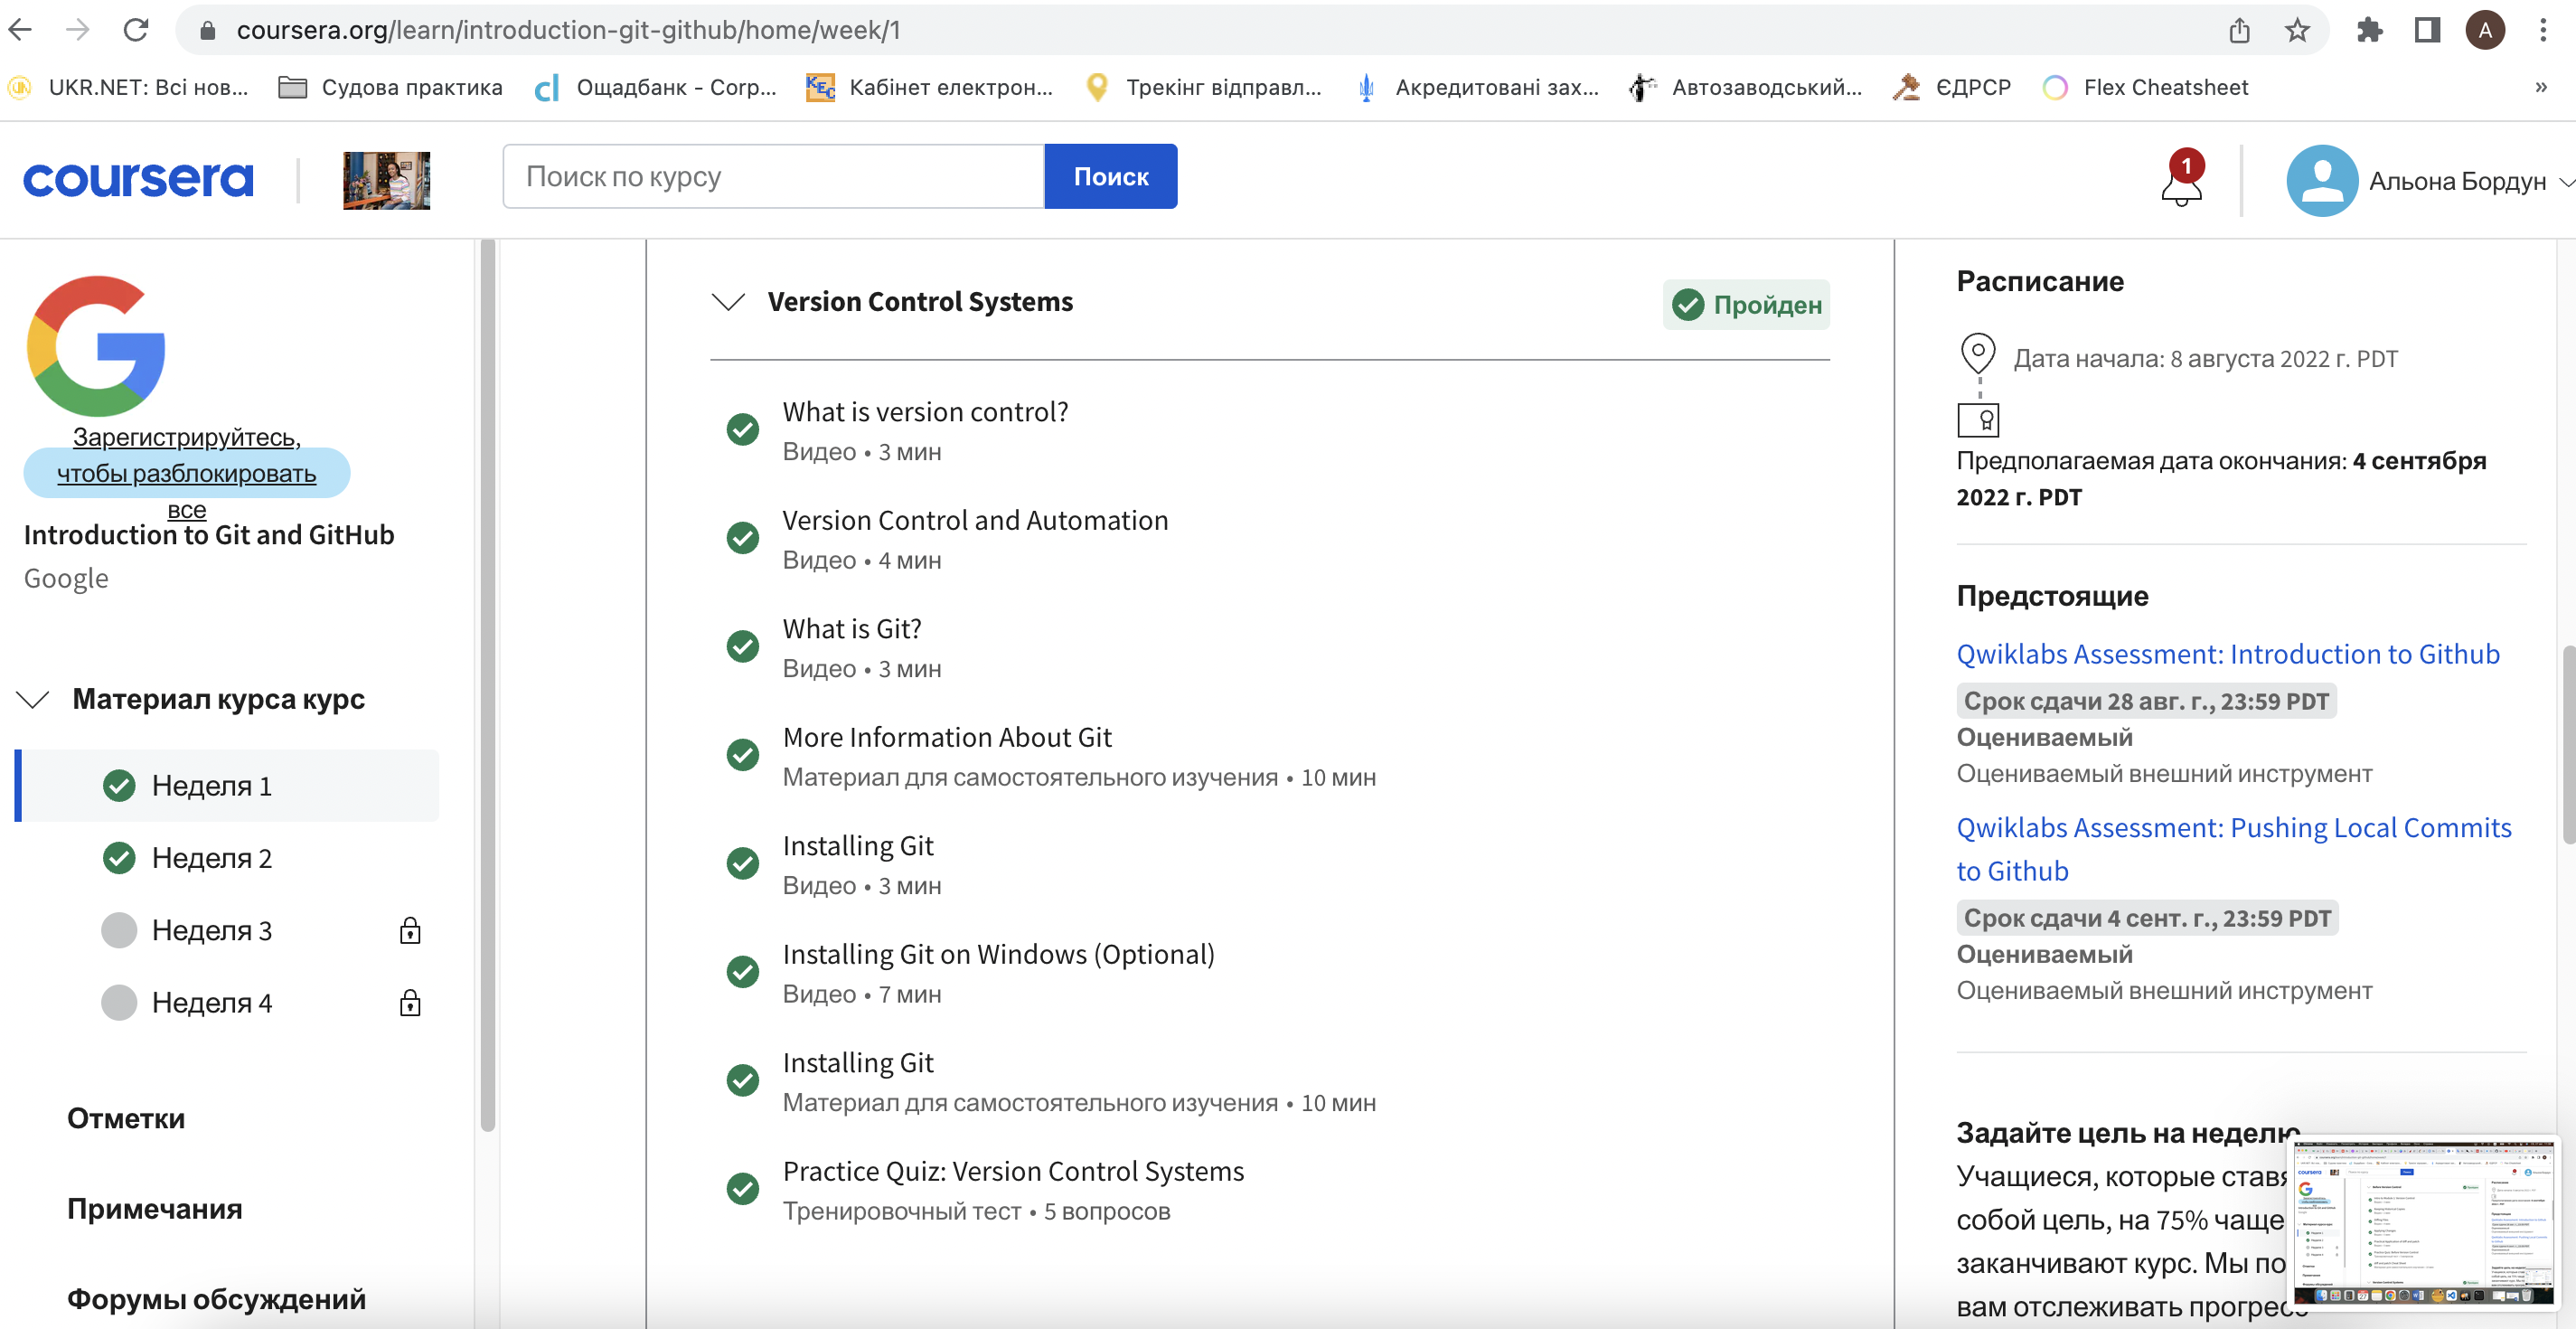 coursera.org/learn/introduction-git-github/home/week/1
A
UKR.NET: Всі нов...
Судова практика
Ощадбанк - Corp...
Кабінет електрон...
Трекінг відправл...
Акредитовані зах...
Автозаводський...
ЄДРСР
Flex Cheatsheet
»
coursera
Поиск по курсу
Поиск
1
Альона Бордун
Зарегистрируйтесь,
чтобы разблокировать
все
Introduction to Git and GitHub
Google
Материал курса курс
Неделя 1
Неделя 2
Неделя 3
Неделя 4
Отметки
Примечания
Форумы обсуждений
Version Control Systems
Пройден
What is version control?
Видео • 3 мин
Version Control and Automation
Видео • 4 мин
What is Git?
Видео • 3 мин
More Information About Git
Материал для самостоятельного изучения • 10 мин
Installing Git
Видео • 3 мин
Installing Git on Windows (Optional)
Видео • 7 мин
Installing Git
Материал для самостоятельного изучения • 10 мин
Practice Quiz: Version Control Systems
Тренировочный тест • 5 вопросов
Расписание
Дата начала: 8 августа 2022 г. PDT
Предполагаемая дата окончания: 4 сентября
2022 г. PDT
Предстоящие
Qwiklabs Assessment: Introduction to Github
Срок сдачи 28 авг. г., 23:59 PDT
Оцениваемый
Оцениваемый внешний инструмент
Qwiklabs Assessment: Pushing Local Commits
to Github
Срок сдачи 4 сент. г., 23:59 PDT
Оцениваемый
Оцениваемый внешний инструмент
Задайте цель на неделю
Учащиеся, которые ставя
собой цель, на 75% чаще
заканчивают курс. Мы по
вам отслеживать прогресс